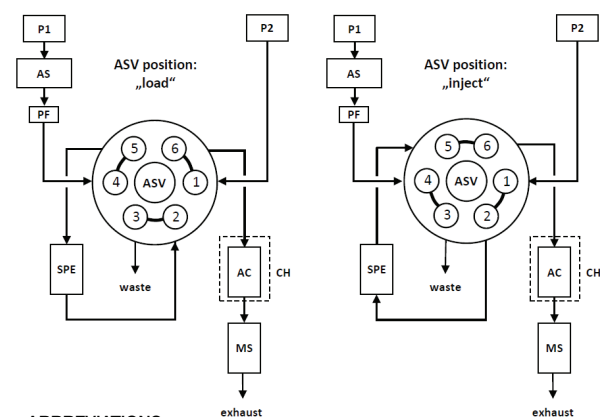 P1
P2
P1
P2
ASV position:
„load“
ASV position:
„inject“
AS
AS
PF
PF
5
6
4
ASV
1
3
2
5
6
4
ASV
1
3
2
SPE
waste
AC
CH
SPE
waste
AC
CH
MS
MS
exhaust
exhaust